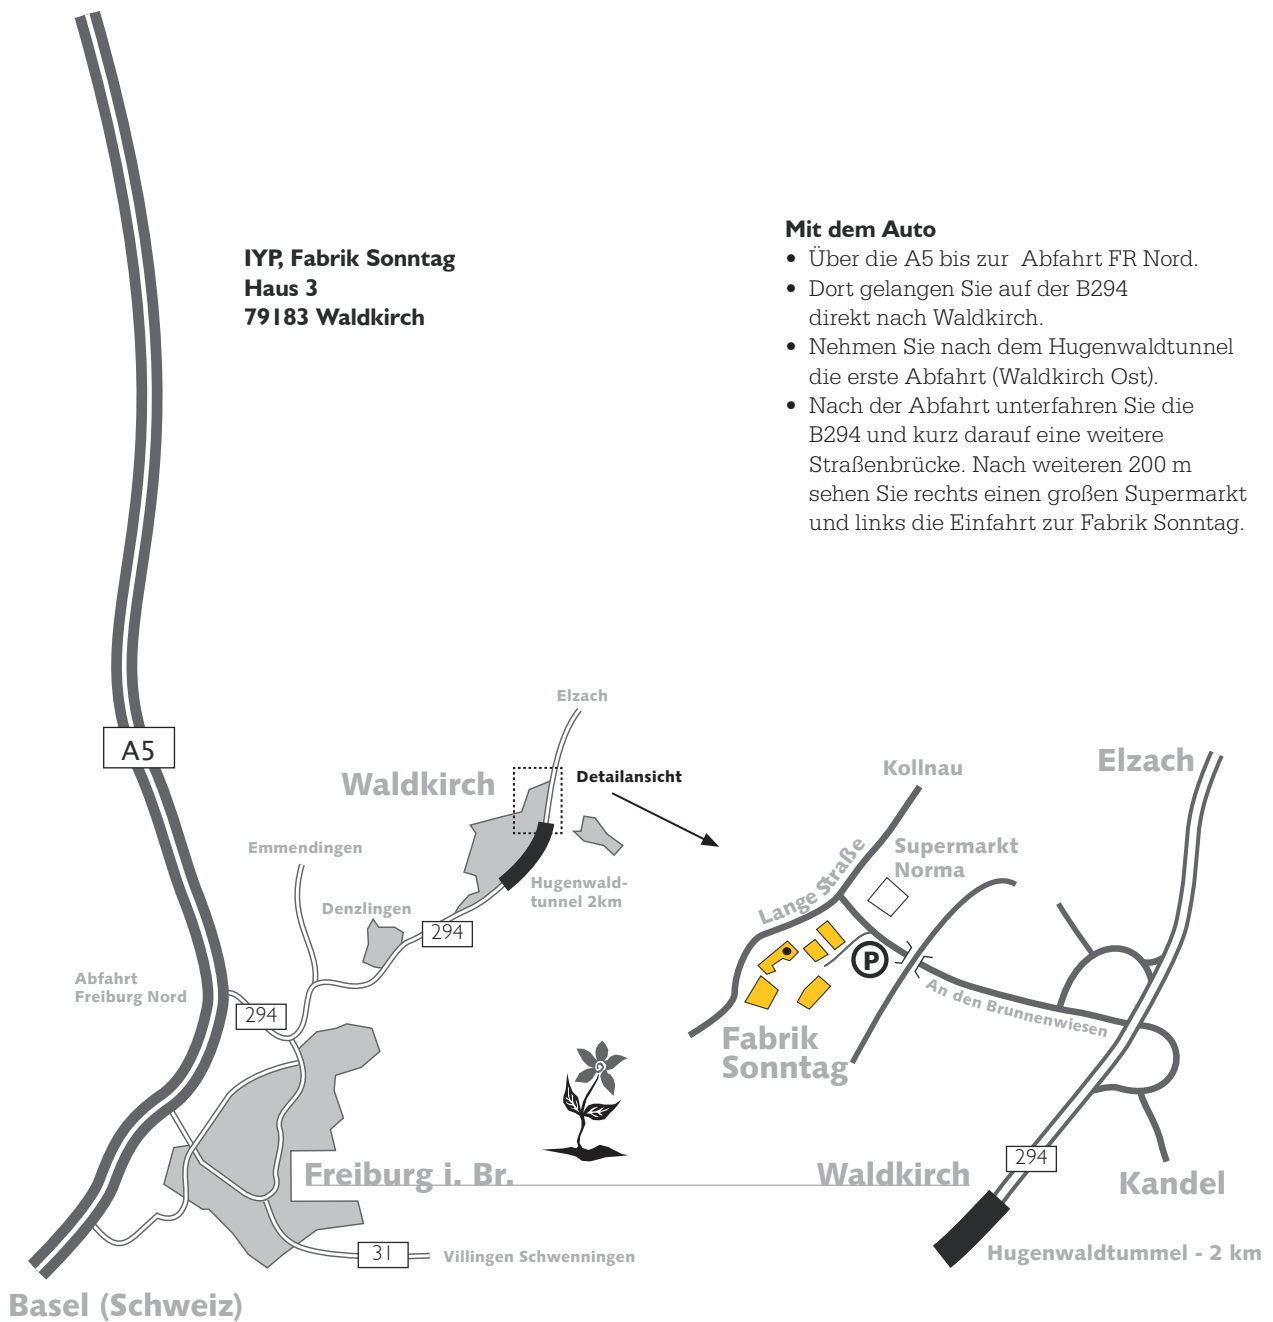 IYP, Fabrik Sonntag
Haus 3
79183 Waldkirch
Mit dem Auto
• Über die A5 bis zur Abfahrt FR Nord.
• Dort gelangen Sie auf der B294
direkt nach Waldkirch.
• Nehmen Sie nach dem Hugenwaldtunnel
die erste Abfahrt (Waldkirch Ost).
• Nach der Abfahrt unterfahren Sie die
B294 und kurz darauf eine weitere
Straßenbrücke. Nach weiteren 200 m
sehen Sie rechts einen großen Supermarkt
und links die Einfahrt zur Fabrik Sonntag.
A5
Elzach
Waldkirch
Detailansicht
Emmendingen
Denzlingen
Hugenwald-
tunnel 2km
294
Abfahrt
Freiburg Nord
294
Freiburg i. Br.
31
Villingen Schwenningen
Basel (Schweiz)
Kollnau
Elzach
Supermarkt
Norma
Lange Straße
P
An den Brunnenwiesen
Fabrik
Sonntag
294
Waldkirch
Kandel
Hugenwaldtummel - 2 km